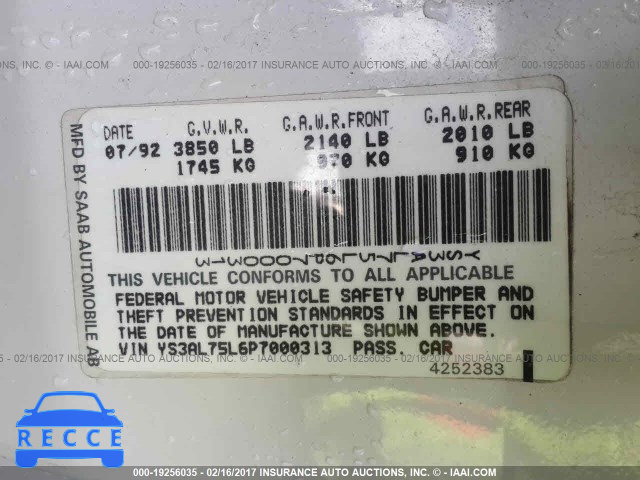 000-19256035 - 02/16/2017 INSURANCE AUTO AUCTIONS, INC. - © IAAI.COM
MFD BY SAAB AUTOMOBILE AB
DATE G.V.W.R. G.A.W.R.FRONT G.A.W.R.REAR
07/92 3850 LB 2140 LB 2010 LB
1745 KG 970 KG 910 KG
YS3AL75L6P7000313
THIS VEHICLE CONFORMS TO ALL APPLICABLE
FEDERAL MOTOR VEHICLE SAFETY BUMPER AND
THEFT PREVENTION STANDARDS IN EFFECT ON
THE DATE OF MANUFACTURE SHOWN ABOVE.
VIN YS3AL75L6P7000313 PASS. CAR
4252383
RECCE
000-19256035 - 02/16/2017 INSURANCE AUTO AUCTIONS, INC. - © IAAI.COM